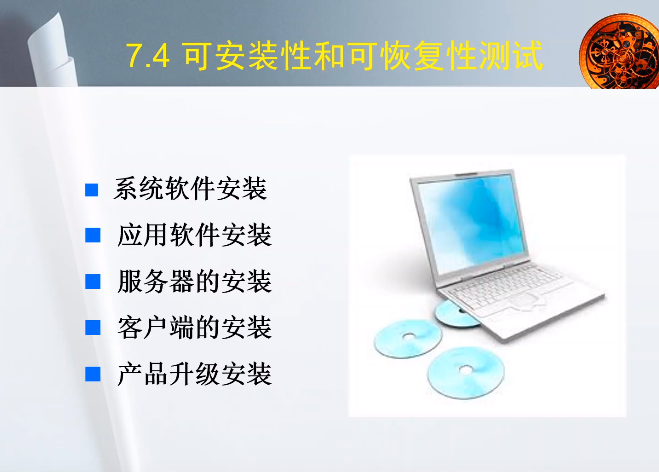 7.4 可安装性和可恢复性测试
系统软件安装
应用软件安装
服务器的安装
客户端的安装
产品升级安装